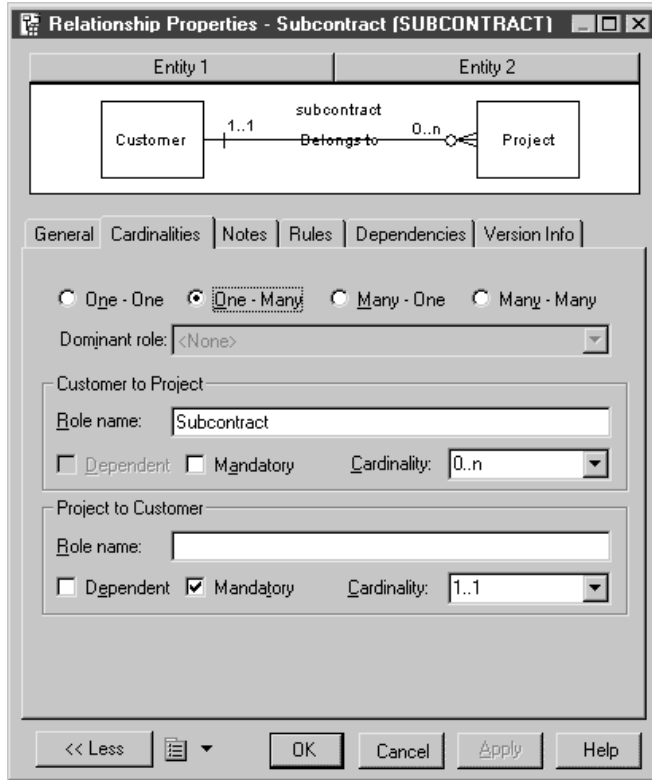 Relationship Properties - Subcontract (SUBCONTRACT)
Entity 1 Entity 2
subcontract
1..1 0..n
Customer Belongs to Project
General Cardinalities Notes Rules Dependencies Version Info
One - One One - Many Many - One Many - Many
Dominant role: <None>
Customer to Project
Role name: Subcontract
Dependent Mandatory Cardinality: 0..n
Project to Customer
Role name:
Dependent Mandatory Cardinality: 1..1
<< Less OK Cancel Apply Help